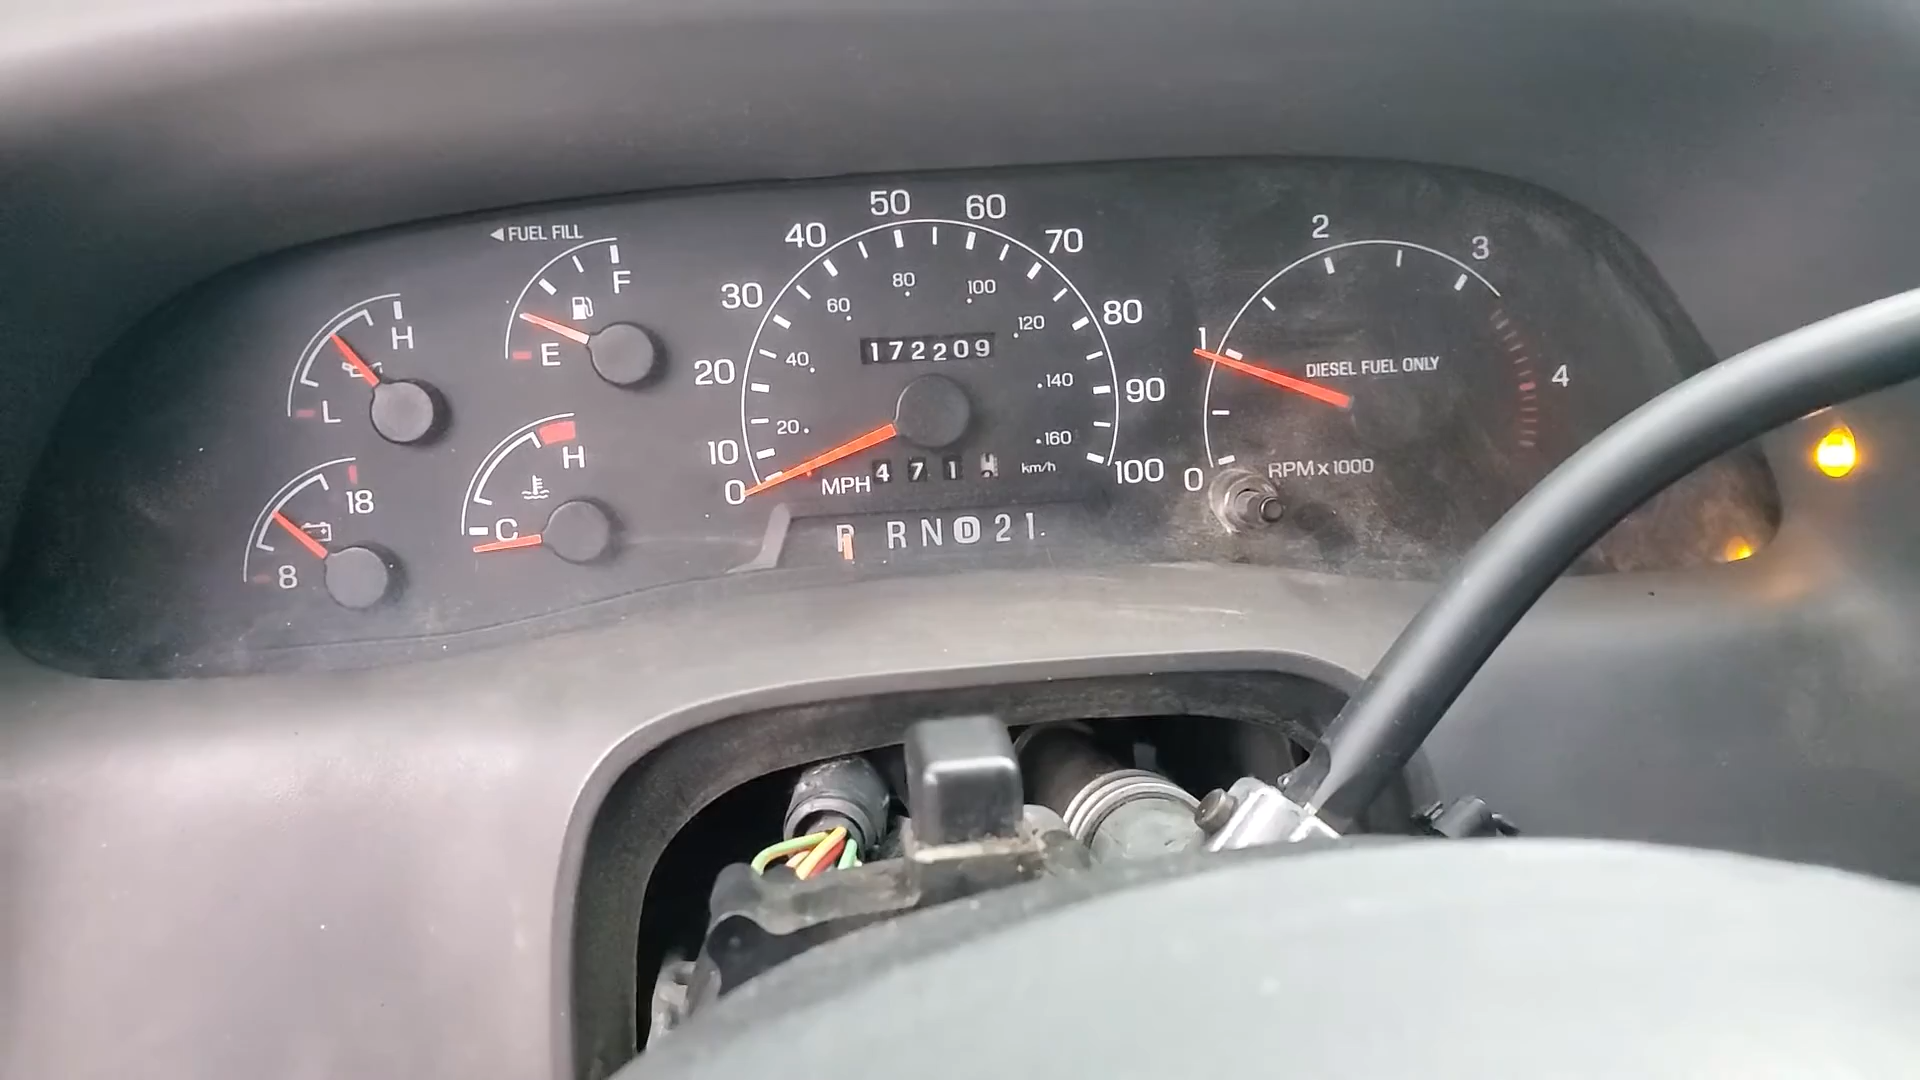 ◄ FUEL FILL
F
E
H
L
18
8
H
C
0
10
20
30
40
50
60
70
80
90
100
20
40
60
80
100
120
140
160
km/h
172209
MPH
471
P R N D 2 1
0
1
2
3
4
DIESEL FUEL ONLY
RPM x 1000